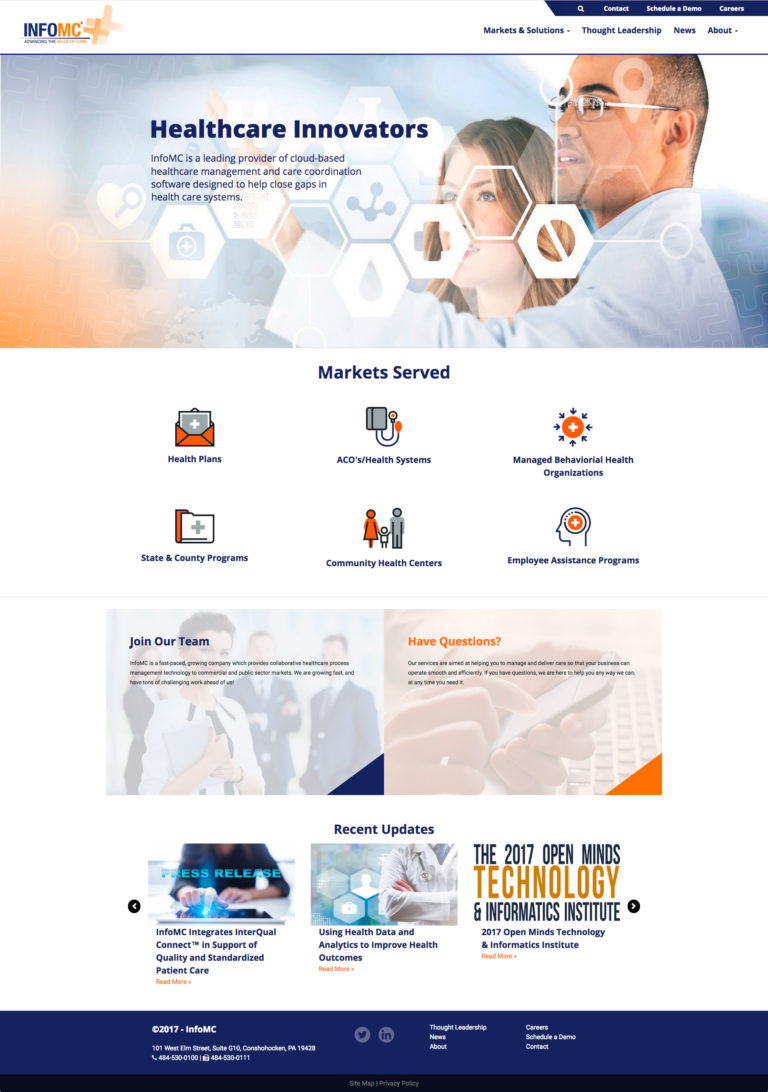 Contact Schedule a Demo Careers
INFOMC
ADVANCING THE VALUE OF CARE
Markets & Solutions Thought Leadership News About
Healthcare Innovators
InfoMC is a leading provider of cloud-based
healthcare management and care coordination
software designed to help close gaps in
health care systems.
Markets Served
Health Plans
ACO's/Health Systems
Managed Behaviorial Health
Organizations
State & County Programs
Community Health Centers
Employee Assistance Programs
Join Our Team
InfoMC is a fast-paced, growing company which provides collaborative healthcare process
management technology to commercial and public sector markets. We are growing fast, and
have tons of challenging work ahead of us!
Have Questions?
Our services are aimed at helping you to manage and deliver care so that your business can
operate smooth and efficiently. If you have questions, we are here to help you any way we can,
at any time you need it.
Recent Updates
PRESS RELEASE
InfoMC Integrates InterQual
Connect™ in Support of
Quality and Standardized
Patient Care
Read More »
Using Health Data and
Analytics to Improve Health
Outcomes
Read More »
THE 2017 OPEN MINDS
TECHNOLOGY
& INFORMATICS INSTITUTE
2017 Open Minds Technology
& Informatics Institute
Read More »
©2017 - InfoMC
101 West Elm Street, Suite G10, Conshohocken, PA 19428
484-530-0100 | 484-530-0111
Thought Leadership
News
About
Careers
Schedule a Demo
Contact
Site Map | Privacy Policy